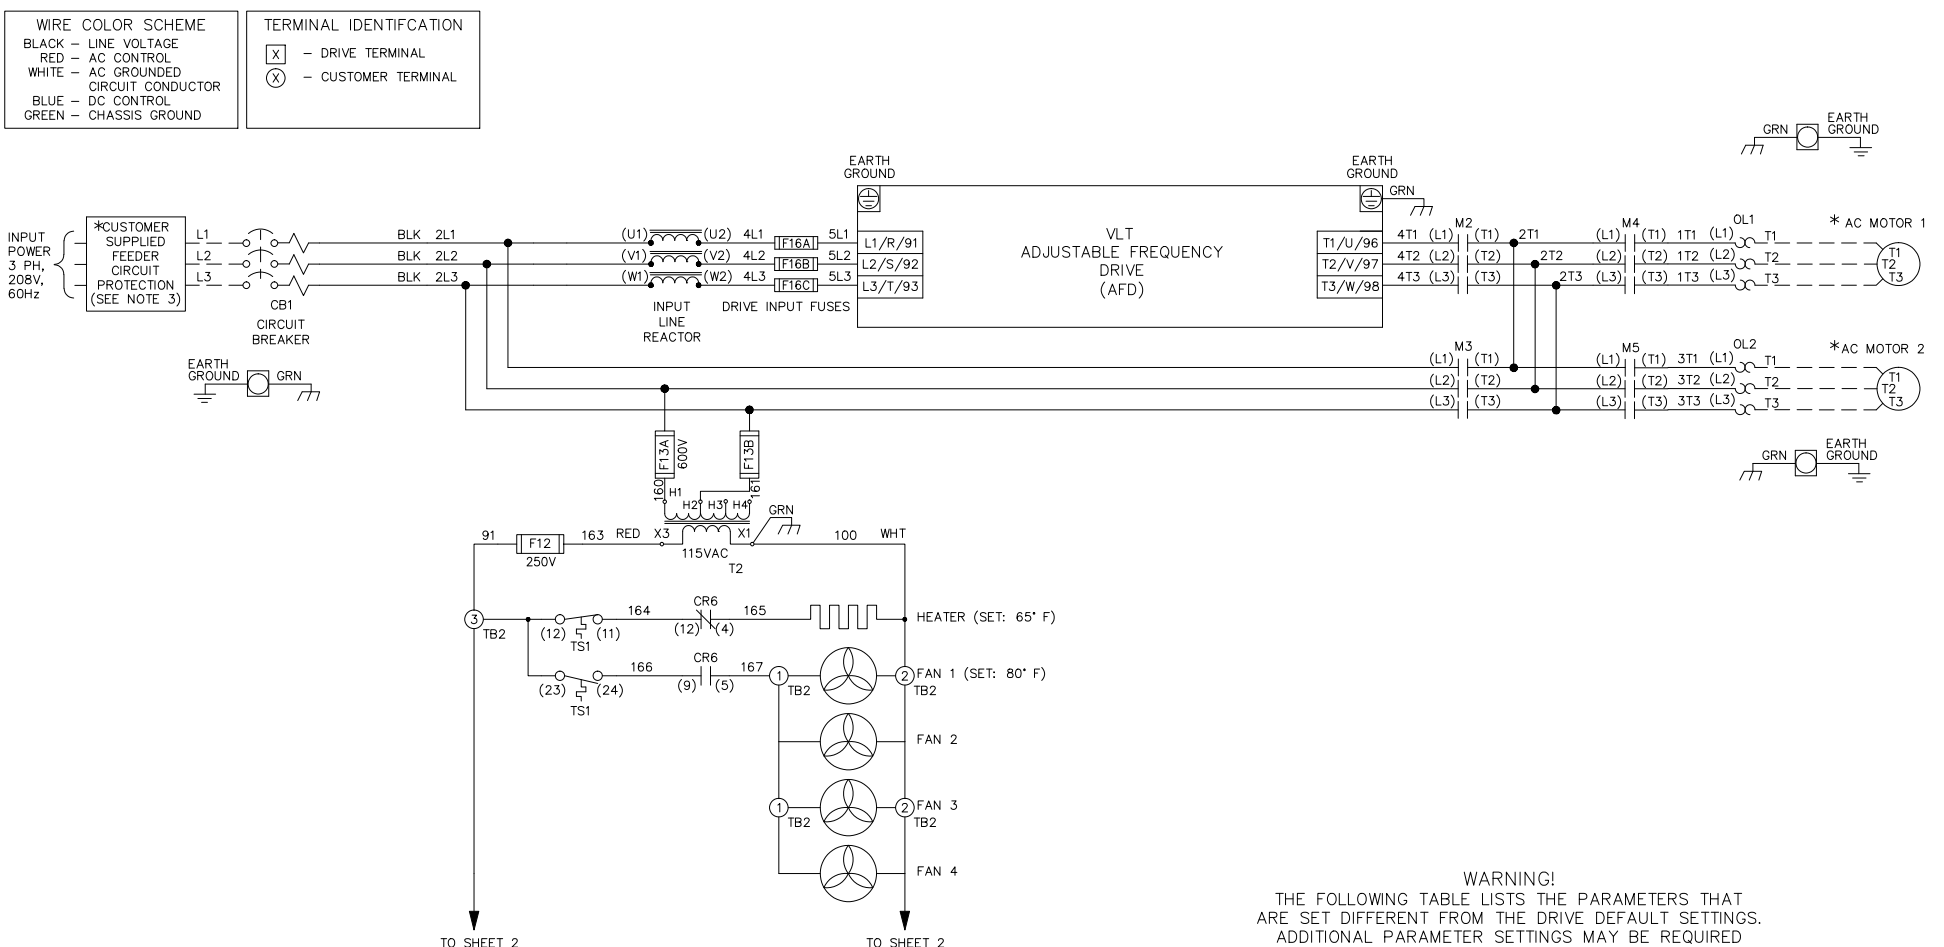 WIRE COLOR SCHEME
BLACK – LINE VOLTAGE
RED – AC CONTROL
WHITE – AC GROUNDED
CIRCUIT CONDUCTOR
BLUE – DC CONTROL
GREEN – CHASSIS GROUND
TERMINAL IDENTIFCATION
X – DRIVE TERMINAL
X – CUSTOMER TERMINAL
GRN
EARTH
GROUND
EARTH
GROUND
EARTH
GROUND
GRN
INPUT
POWER
3 PH,
208V,
60Hz
*CUSTOMER
SUPPLIED
FEEDER
CIRCUIT
PROTECTION
(SEE NOTE 3)
L1
L2
L3
CB1
CIRCUIT
BREAKER
BLK 2L1
BLK 2L2
BLK 2L3
(U1) (U2) 4L1 F16A 5L1 L1/R/91
(V1) (V2) 4L2 F16B 5L2 L2/S/92
(W1) (W2) 4L3 F16C 5L3 L3/T/93
INPUT
LINE
REACTOR
DRIVE INPUT FUSES
VLT
ADJUSTABLE FREQUENCY
DRIVE
(AFD)
M2 M4 OL1 * AC MOTOR 1
T1/U/96 4T1 (L1) (T1) 2T1 (L1) (T1) 1T1 (L1) T1
T2/V/97 4T2 (L2) (T2) 2T2 (L2) (T2) 1T2 (L2) T2
T3/W/98 4T3 (L3) (T3) 2T3 (L3) (T3) 1T3 (L3) T3
T1
T2
T3
EARTH
GROUND
GRN
M3 M5 OL2 *AC MOTOR 2
(L1) (T1) (L1) (T1) 3T1 (L1) T1
(L2) (T2) (L2) (T2) 3T2 (L2) T2
(L3) (T3) (L3) (T3) 3T3 (L3) T3
T1
T2
T3
GRN
EARTH
GROUND
F13A
600V
F13B
160
161
H1
H2 H3 H4
GRN
91 F12 163 RED X3 X1 100 WHT
250V
115VAC
T2
3
TB2
164 CR6 165 HEATER (SET: 65° F)
(12) (11) (12) (4)
TS1
166 CR6 167 1 2 FAN 1 (SET: 80° F)
(23) (24) (9) (5) TB2 TB2
TS1
FAN 2
1 2 FAN 3
TB2 TB2
FAN 4
TO SHEET 2
TO SHEET 2
WARNING!
THE FOLLOWING TABLE LISTS THE PARAMETERS THAT
ARE SET DIFFERENT FROM THE DRIVE DEFAULT SETTINGS.
ADDITIONAL PARAMETER SETTINGS MAY BE REQUIRED